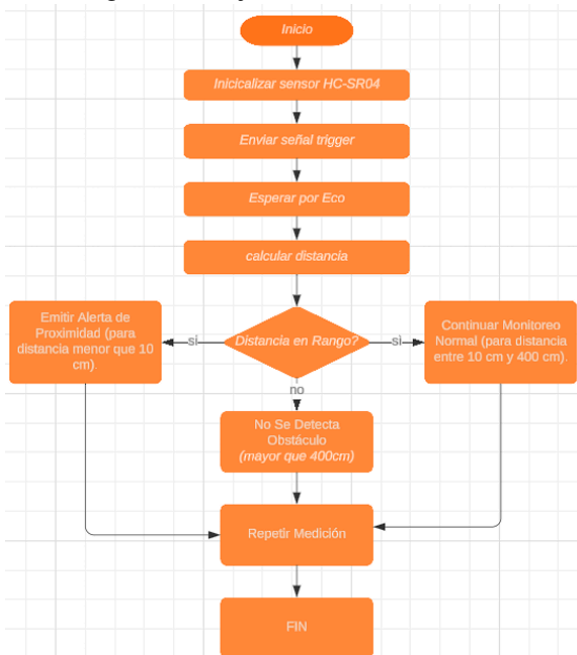 Inicio
Inicicalizar sensor HC-SR04
Enviar señal trigger
Esperar por Eco
calcular distancia
Emitir Alerta de
Proximidad (para
distancia menor que 10
cm).
sí
Distancia en Rango?
sì
Continuar Monitoreo
Normal (para distancia
entre 10 cm y 400 cm).
no
No Se Detecta
Obstáculo
(mayor que 400cm)
Repetir Medición
FIN